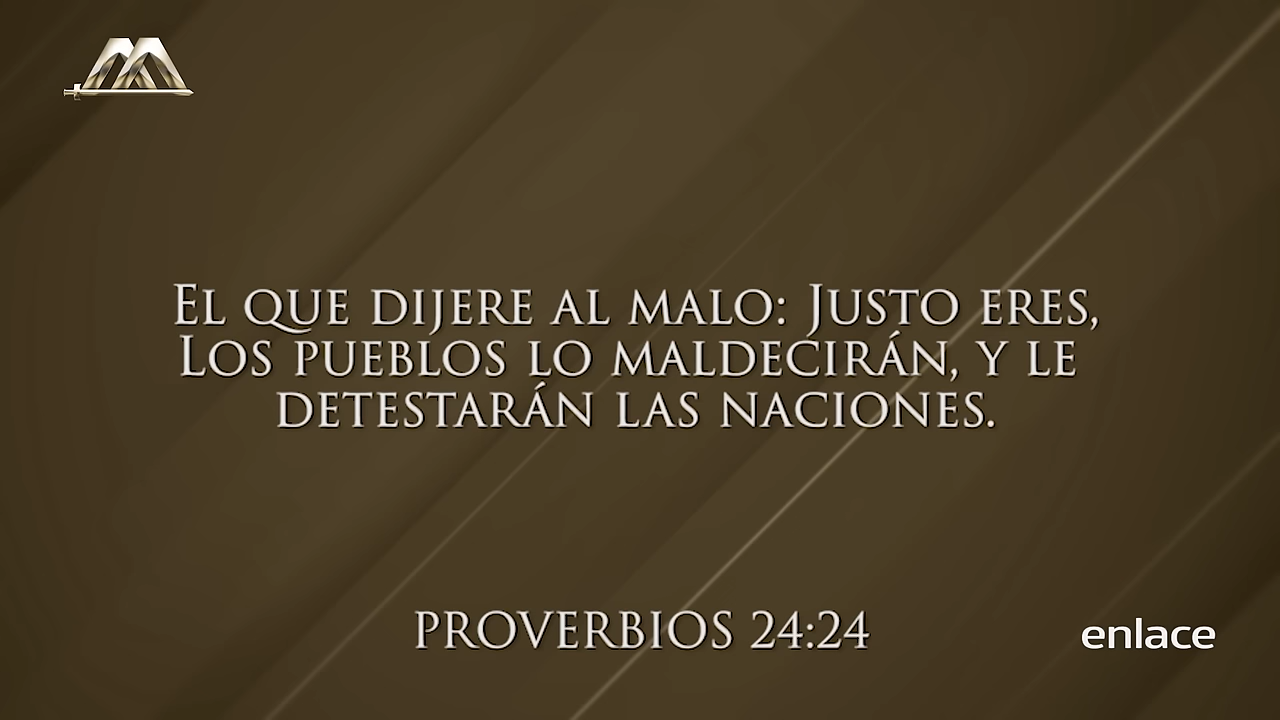 El que dijere al malo: Justo eres,
Los pueblos lo maldecirán, y le
detestarán las naciones.
PROVERBIOS 24:24
enlace